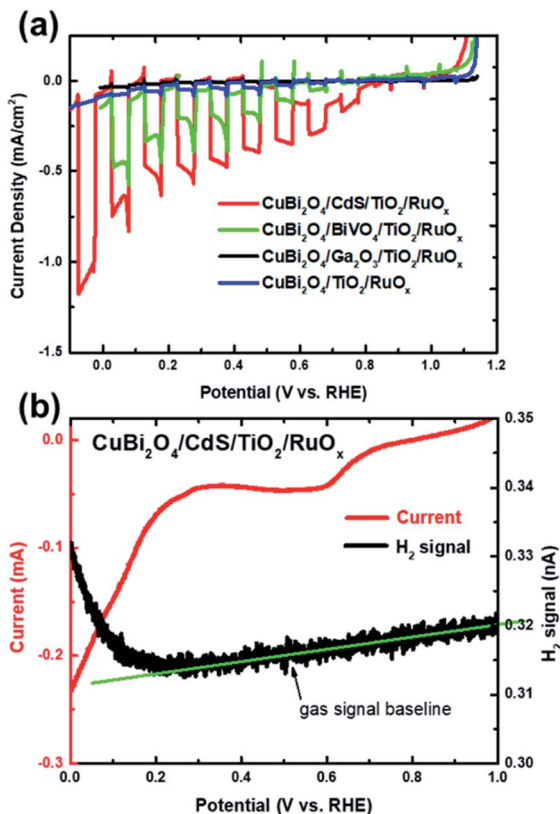 (a)
0.0
-0.5
-1.0
-1.5
Current Density (mA/cm²)
CuBi₂O₄/CdS/TiO₂/RuOₓ
CuBi₂O₄/BiVO₄/TiO₂/RuOₓ
CuBi₂O₄/Ga₂O₃/TiO₂/RuOₓ
CuBi₂O₄/TiO₂/RuOₓ
0.0 0.2 0.4 0.6 0.8 1.0 1.2
Potential (V vs. RHE)
(b)
CuBi₂O₄/CdS/TiO₂/RuOₓ
0.0
-0.1
-0.2
-0.3
Current (mA)
Current
H₂ signal
gas signal baseline
0.35
0.34
0.33
0.32
0.31
0.30
H₂ signal (nA)
0.0 0.2 0.4 0.6 0.8 1.0
Potential (V vs. RHE)